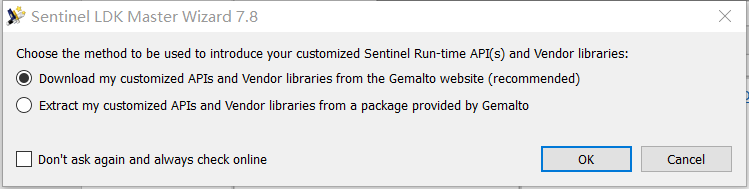 Sentinel LDK Master Wizard 7.8
Choose the method to be used to introduce your customized Sentinel Run-time API(s) and Vendor libraries:
Download my customized APIs and Vendor libraries from the Gemalto website (recommended)
Extract my customized APIs and Vendor libraries from a package provided by Gemalto
Don't ask again and always check online
OK
Cancel